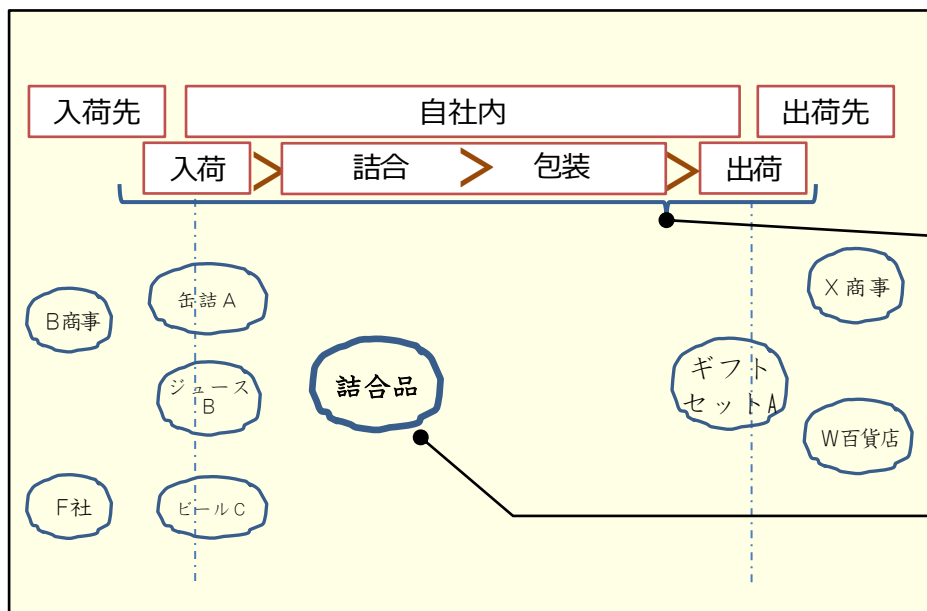 入荷先
自社内
出荷先
入荷
詰合
包装
出荷
缶詰A
X商事
B商事
ジュース
B
詰合品
ギフト
セットA
W百貨店
F社
ビールC